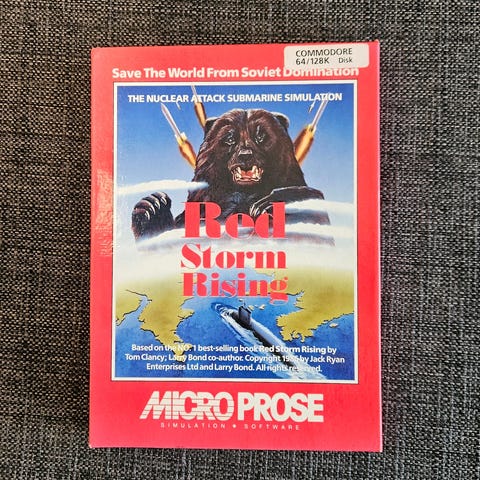 COMMODORE
64/128K Disk
Save The World From Soviet Domination
THE NUCLEAR ATTACK SUBMARINE SIMULATION
Red
Storm
Rising
Based on the NO. 1 best-selling book Red Storm Rising by
Tom Clancy; Larry Bond co-author. Copyright 1986 by Jack Ryan
Enterprises Ltd and Larry Bond. All rights reserved.
MICROPROSE
SIMULATION • SOFTWARE